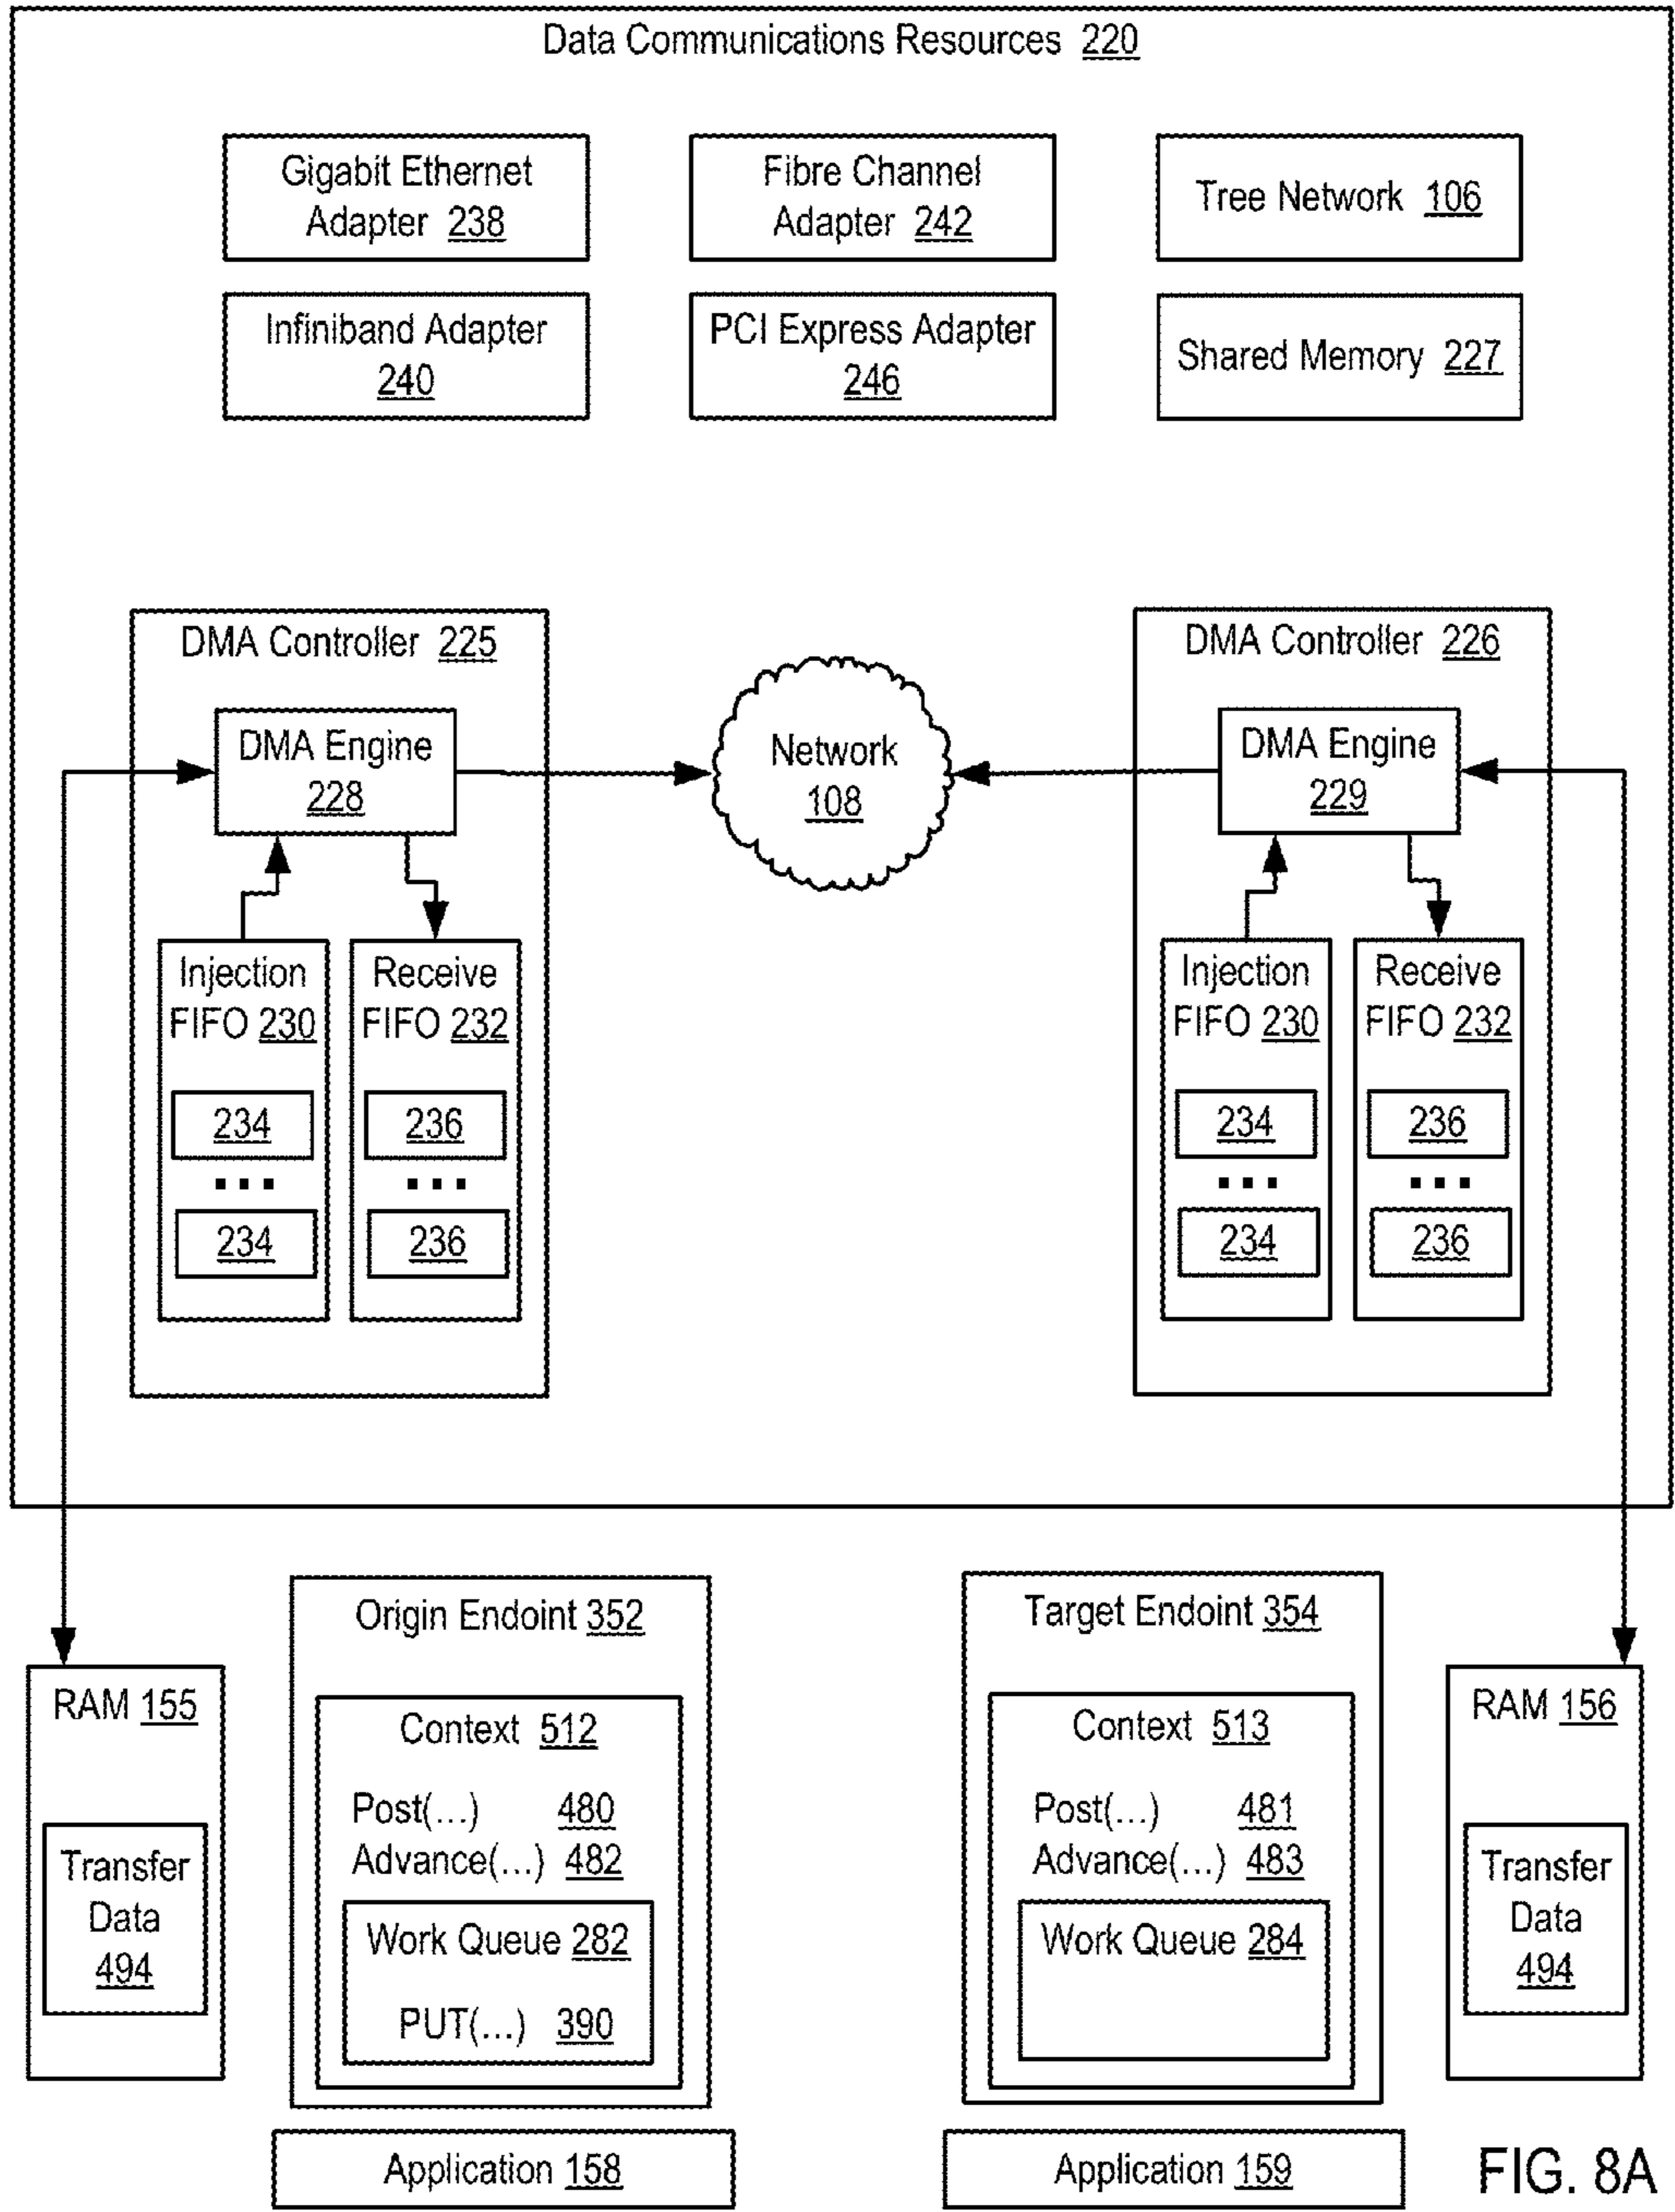 Data Communications Resources 220
Gigabit Ethernet
Adapter 238
Fibre Channel
Adapter 242
Tree Network 106
Infiniband Adapter
240
PCI Express Adapter
246
Shared Memory 227
DMA Controller 225
DMA Engine
228
Injection
FIFO 230
234
...
234
Receive
FIFO 232
236
...
236
Network
108
DMA Controller 226
DMA Engine
229
Injection
FIFO 230
234
...
234
Receive
FIFO 232
236
...
236
RAM 155
Transfer
Data
494
Origin Endoint 352
Context 512
Post(...) 480
Advance(...) 482
Work Queue 282
PUT(...) 390
Application 158
Target Endoint 354
Context 513
Post(...) 481
Advance(...) 483
Work Queue 284
Application 159
RAM 156
Transfer
Data
494
FIG. 8A